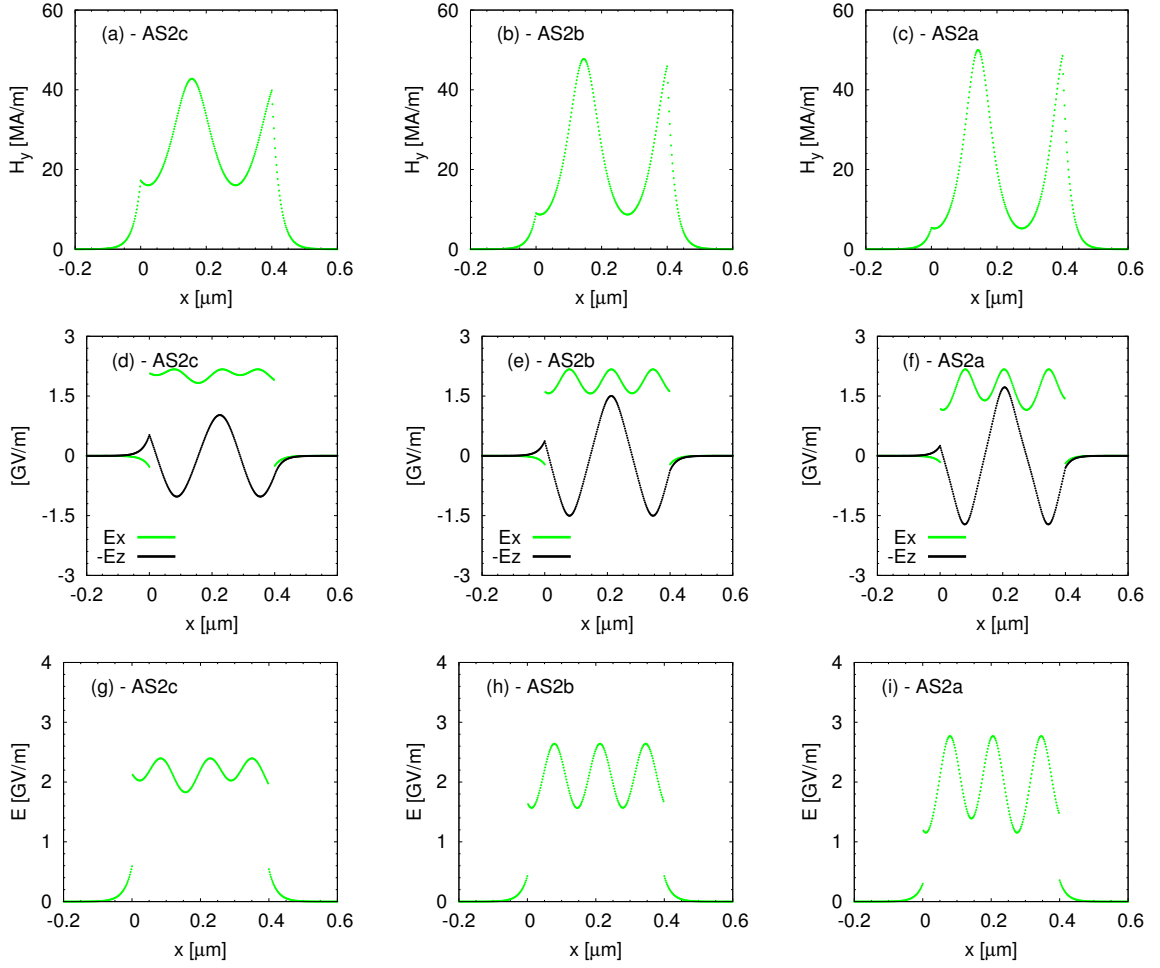 (a) - AS2c
(b) - AS2b
(c) - AS2a
H_y [MA/m]
H_y [MA/m]
H_y [MA/m]
60
40
20
0
60
40
20
0
60
40
20
0
-0.2 0 0.2 0.4 0.6
-0.2 0 0.2 0.4 0.6
-0.2 0 0.2 0.4 0.6
x [μm]
x [μm]
x [μm]
(d) - AS2c
(e) - AS2b
(f) - AS2a
[GV/m]
[GV/m]
[GV/m]
3
1.5
0
-1.5
-3
3
1.5
0
-1.5
-3
3
1.5
0
-1.5
-3
Ex
-Ez
Ex
-Ez
Ex
-Ez
-0.2 0 0.2 0.4 0.6
-0.2 0 0.2 0.4 0.6
-0.2 0 0.2 0.4 0.6
x [μm]
x [μm]
x [μm]
(g) - AS2c
(h) - AS2b
(i) - AS2a
E [GV/m]
E [GV/m]
E [GV/m]
4
3
2
1
0
4
3
2
1
0
4
3
2
1
0
-0.2 0 0.2 0.4 0.6
-0.2 0 0.2 0.4 0.6
-0.2 0 0.2 0.4 0.6
x [μm]
x [μm]
x [μm]